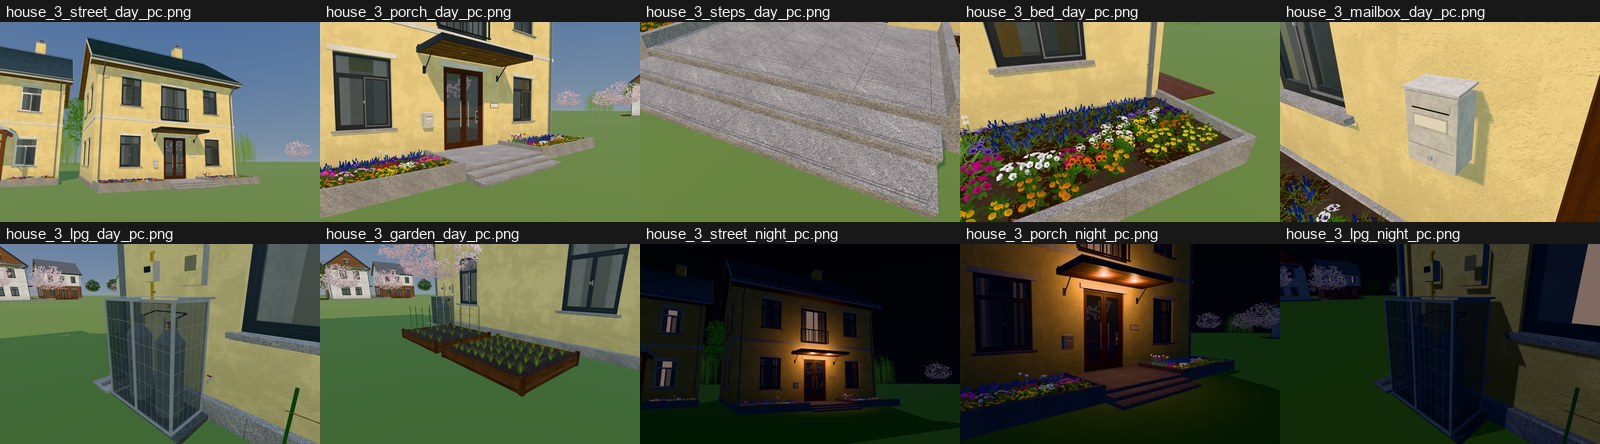 house_3_street_day_pc.png
house_3_porch_day_pc.png
house_3_steps_day_pc.png
house_3_bed_day_pc.png
house_3_mailbox_day_pc.png
house_3_lpg_day_pc.png
house_3_garden_day_pc.png
house_3_street_night_pc.png
house_3_porch_night_pc.png
house_3_lpg_night_pc.png